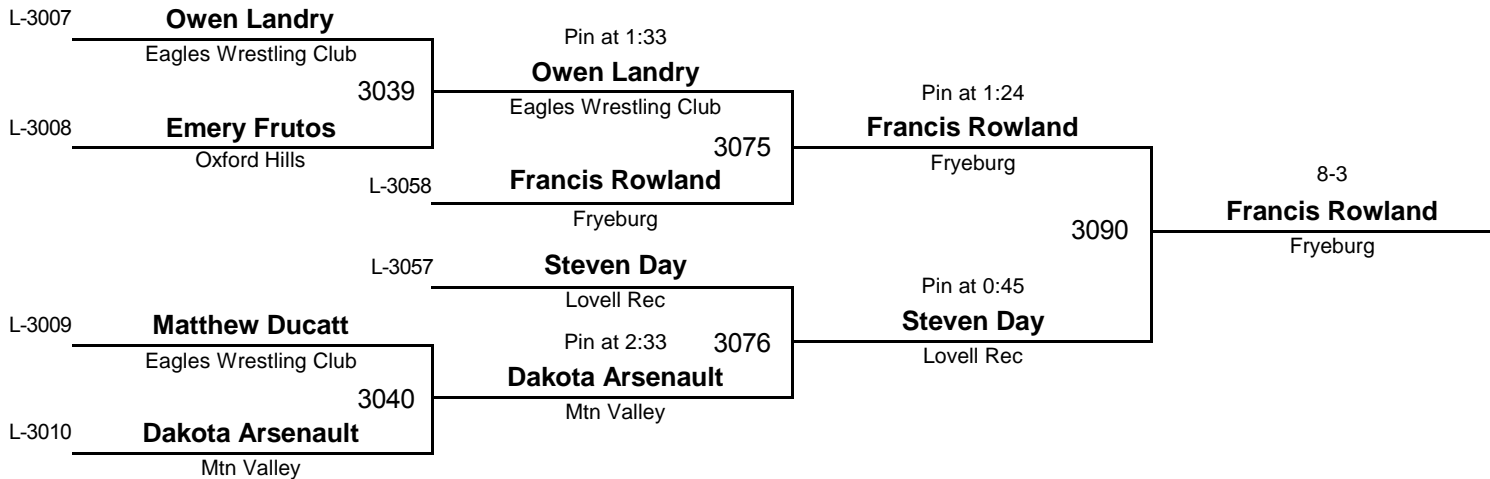 L-3007
Owen Landry
Eagles Wrestling Club
3039
L-3008
Emery Frutos
Oxford Hills
Pin at 1:33
Owen Landry
Eagles Wrestling Club
3075
L-3058
Francis Rowland
Fryeburg
Pin at 1:24
Francis Rowland
Fryeburg
3090
8-3
Francis Rowland
Fryeburg
L-3057
Steven Day
Lovell Rec
3076
Pin at 0:45
Steven Day
Lovell Rec
L-3009
Matthew Ducatt
Eagles Wrestling Club
3040
Pin at 2:33
Dakota Arsenault
Mtn Valley
L-3010
Dakota Arsenault
Mtn Valley